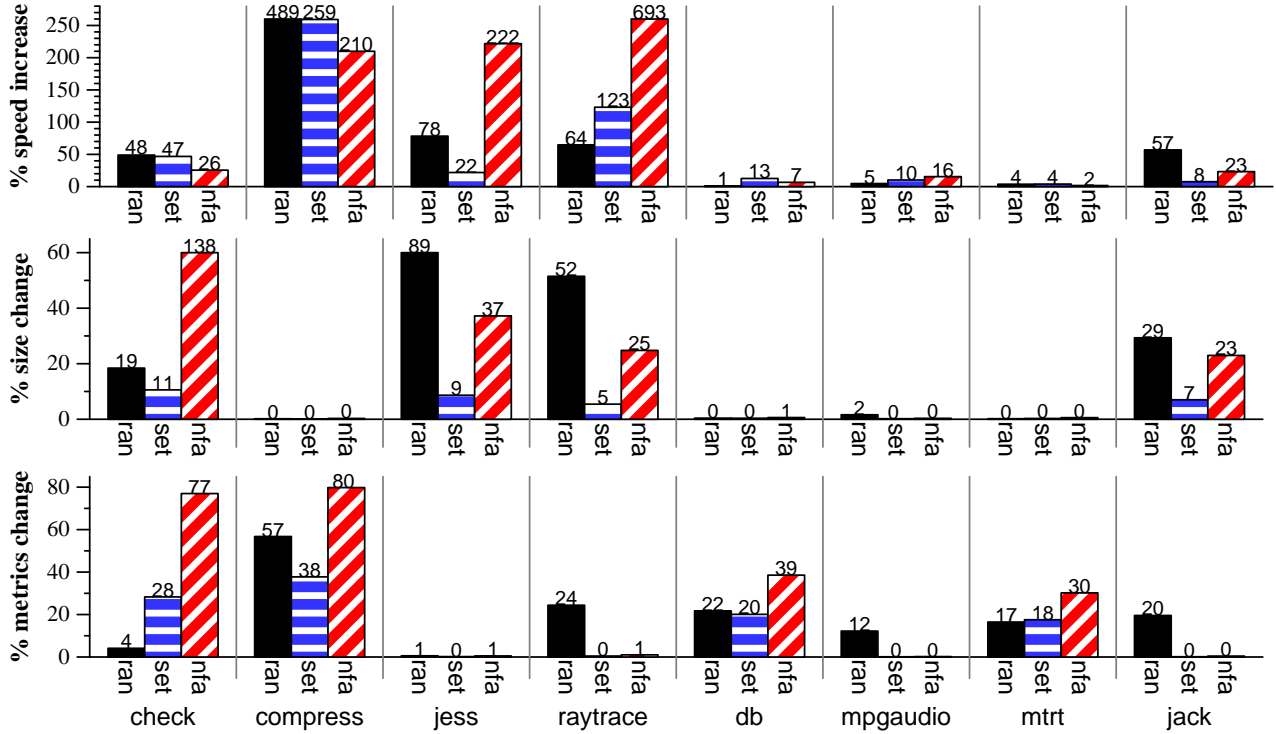 % speed increase
250
200
150
100
50
0
48 47 26
489 259 210
78 22 222
64 123 693
1 13 7
5 10 16
4 4 2
57 8 23
ran set nfa ran set nfa ran set nfa ran set nfa ran set nfa ran set nfa ran set nfa ran set nfa
% size change
60
40
20
0
19 11 138
0 0 0
89 9 37
52 5 25
0 0 1
2 0 0
0 0 0
29 7 23
ran set nfa ran set nfa ran set nfa ran set nfa ran set nfa ran set nfa ran set nfa ran set nfa
% metrics change
80
60
40
20
0
4 28 77
57 38 80
1 0 1
24 0 1
22 20 39
12 0 0
17 18 30
20 0 0
ran set nfa ran set nfa ran set nfa ran set nfa ran set nfa ran set nfa ran set nfa ran set nfa
check compress jess raytrace db mpgaudio mtrt jack